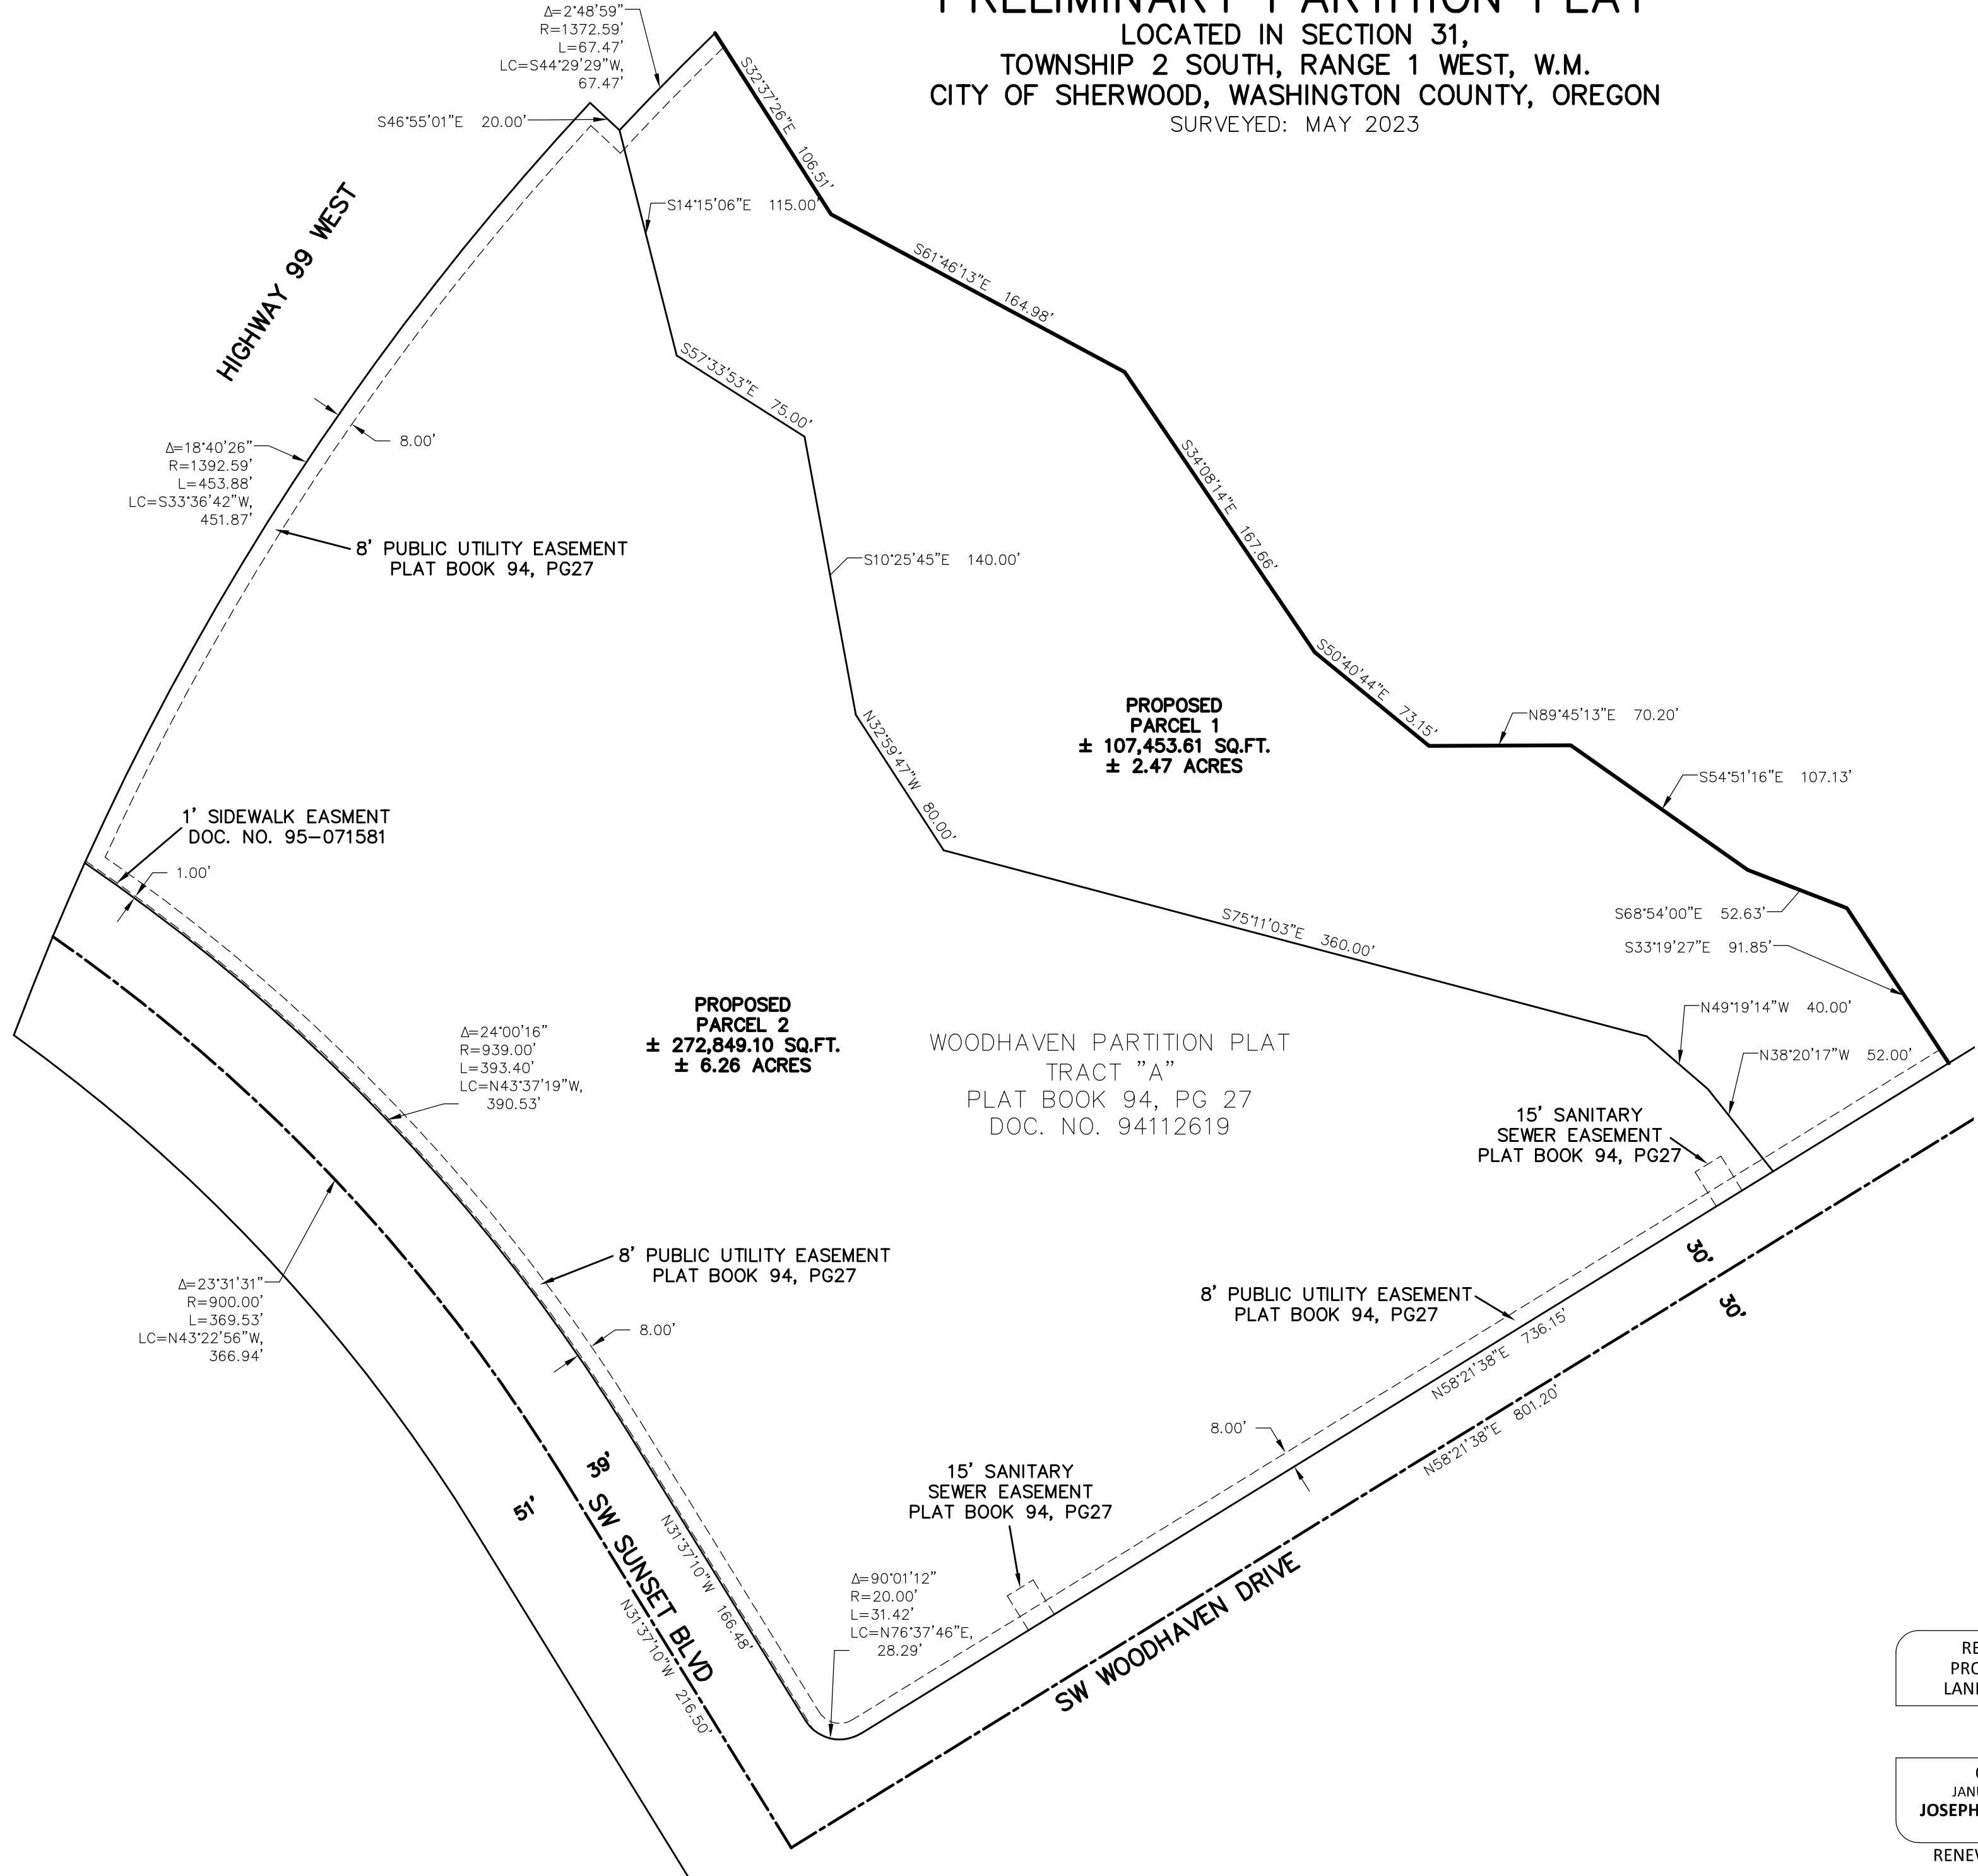 PRELIMINARY PARTITION PLAT
LOCATED IN SECTION 31,
TOWNSHIP 2 SOUTH, RANGE 1 WEST, W.M.
CITY OF SHERWOOD, WASHINGTON COUNTY, OREGON
SURVEYED: MAY 2023
Δ=2°48'59"
R=1372.59'
L=67.47'
LC=S44°29'29"W,
67.47'
S46°55'01"E 20.00'
S32°37'26"E 106.51'
S14°15'06"E 115.00'
S61°46'13"E 164.98'
HIGHWAY 99 WEST
S57°33'53"E 75.00'
8.00'
Δ=18°40'26"
R=1392.59'
L=453.88'
LC=S33°36'42"W,
451.87'
8' PUBLIC UTILITY EASEMENT
PLAT BOOK 94, PG27
S10°25'45"E 140.00'
S34°08'14"E 167.66'
S50°40'44"E 73.15'
N89°45'13"E 70.20'
PROPOSED
PARCEL 1
± 107,453.61 SQ.FT.
± 2.47 ACRES
N32°59'47"W 80.00'
S54°51'16"E 107.13'
1' SIDEWALK EASMENT
DOC. NO. 95-071581
1.00'
S75°11'03"E 360.00'
S68°54'00"E 52.63'
S33°19'27"E 91.85'
N49°19'14"W 40.00'
N38°20'17"W 52.00'
PROPOSED
PARCEL 2
± 272,849.10 SQ.FT.
± 6.26 ACRES
WOODHAVEN PARTITION PLAT
TRACT "A"
PLAT BOOK 94, PG 27
DOC. NO. 94112619
Δ=24°00'16"
R=939.00'
L=393.40'
LC=N43°37'19"W,
390.53'
15' SANITARY
SEWER EASEMENT
PLAT BOOK 94, PG27
8' PUBLIC UTILITY EASEMENT
PLAT BOOK 94, PG27
Δ=23°31'31"
R=900.00'
L=369.53'
LC=N43°22'56"W,
366.94'
8.00'
8' PUBLIC UTILITY EASEMENT
PLAT BOOK 94, PG27
30'
30'
N58°21'38"E 736.15'
N58°21'38"E 801.20'
8.00'
39'
51'
SW SUNSET BLVD
N31°37'10"W 166.48'
N31°37'10"W 216.50'
15' SANITARY
SEWER EASEMENT
PLAT BOOK 94, PG27
Δ=90°01'12"
R=20.00'
L=31.42'
LC=N76°37'46"E,
28.29'
SW WOODHAVEN DRIVE
RE
PRO
LAN
JANU
JOSEPH
RENEW